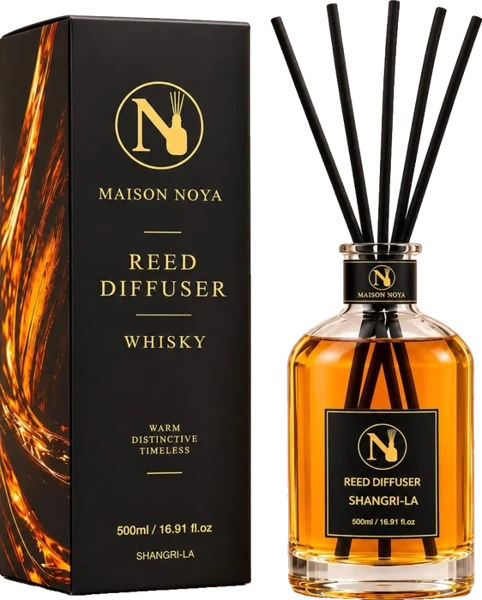 N
MAISON NOYA
REED
DIFFUSER
WHISKY
WARM
DISTINCTIVE
TIMELESS
500ml / 16.91 fl.oz
SHANGRI-LA
N
MAISON NOYA
N
REED DIFFUSER
SHANGRI-LA
500ml / 16.91 fl.oz